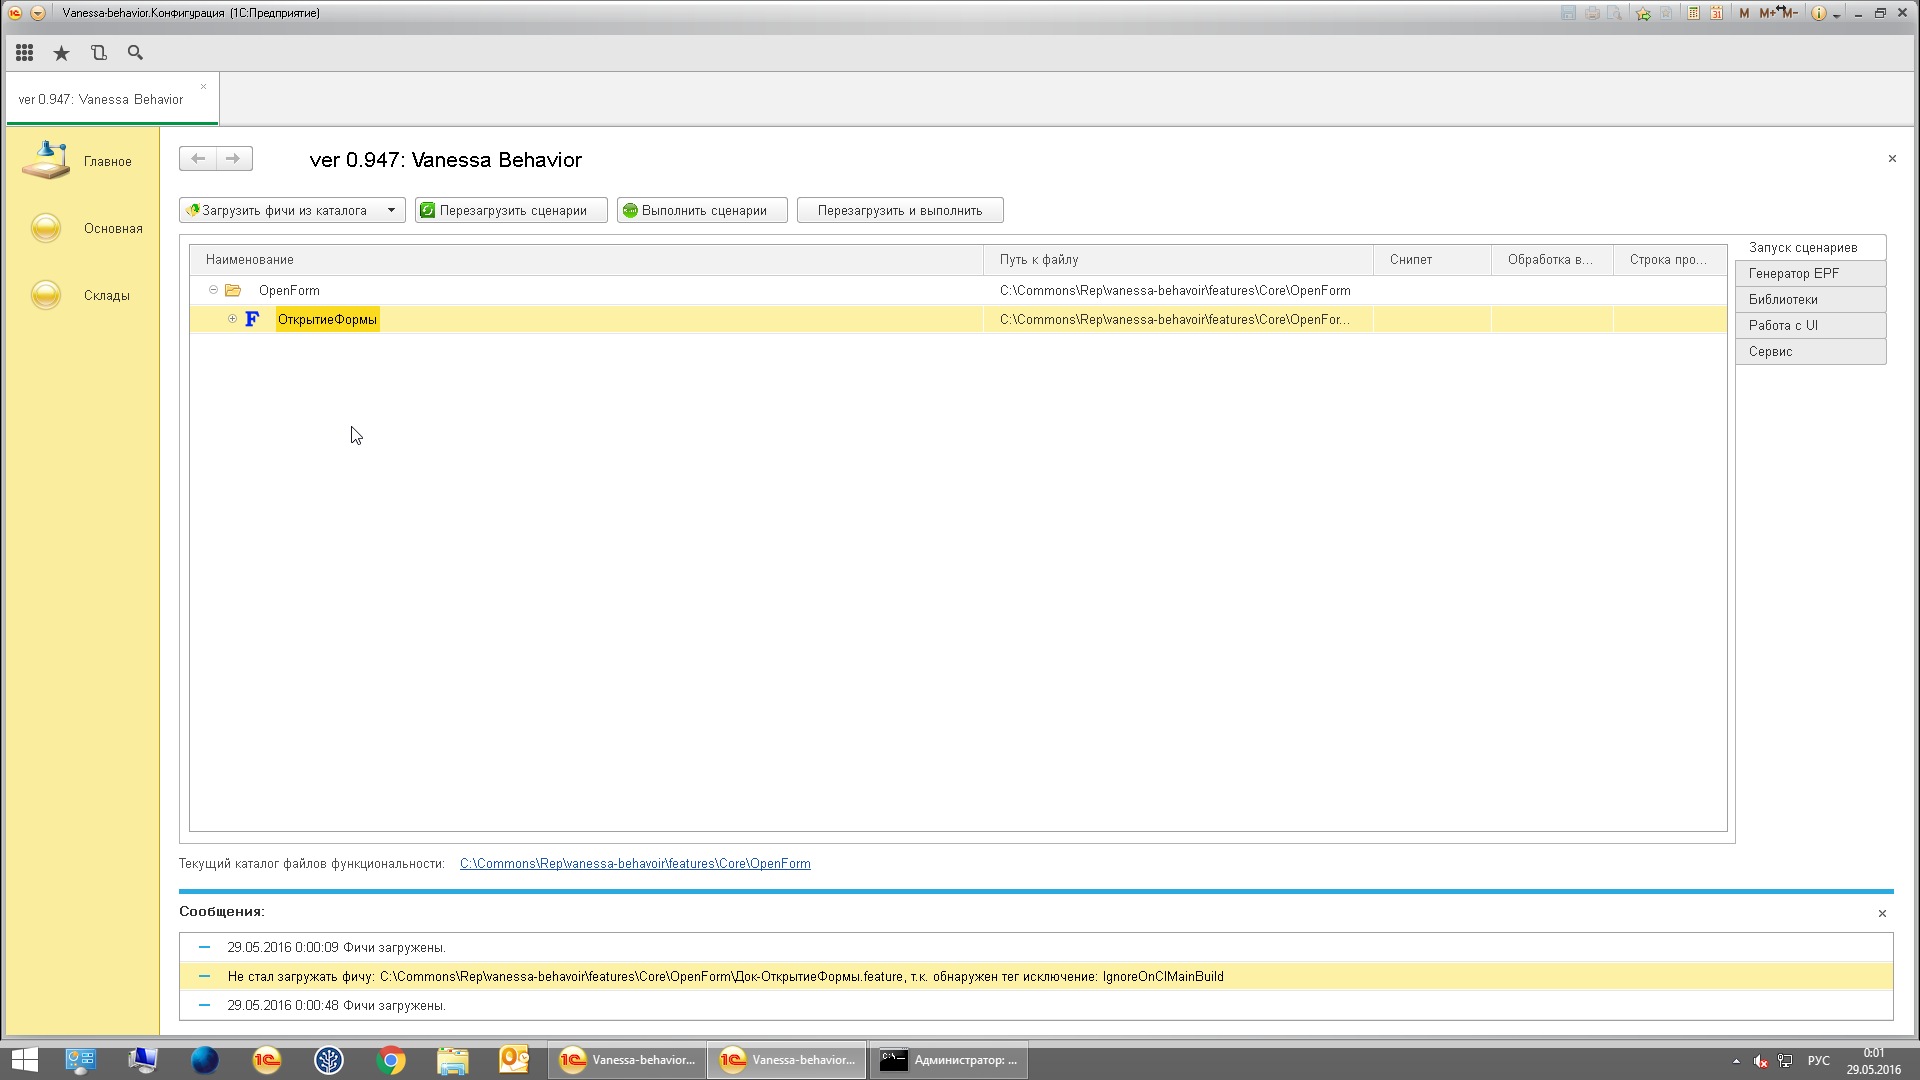 Vanessa-behavior.Конфигурация (1С:Предприятие)
M M+ M-
ver 0.947: Vanessa Behavior
Главное
Основная
Склады
ver 0.947: Vanessa Behavior
Загрузить фичи из каталога
Перезагрузить сценарии
Выполнить сценарии
Перезагрузить и выполнить
Наименование
Путь к файлу
Снипет
Обработка в...
Строка про...
OpenForm
C:\Commons\Rep\vanessa-behavoir\features\Core\OpenForm
F ОткрытиеФормы
C:\Commons\Rep\vanessa-behavoir\features\Core\OpenFor...
Запуск сценариев
Генератор EPF
Библиотеки
Работа с UI
Сервис
Текущий каталог файлов функциональности: C:\Commons\Rep\vanessa-behavoir\features\Core\OpenForm
Сообщения:
29.05.2016 0:00:09 Фичи загружены.
Не стал загружать фичу: C:\Commons\Rep\vanessa-behavoir\features\Core\OpenForm\Док-ОткрытиеФормы.feature, т.к. обнаружен тег исключение: IgnoreOnCIMainBuild
29.05.2016 0:00:48 Фичи загружены.
Vanessa-behavior...
Vanessa-behavior...
Администратор: ...
РУС
0:01
29.05.2016